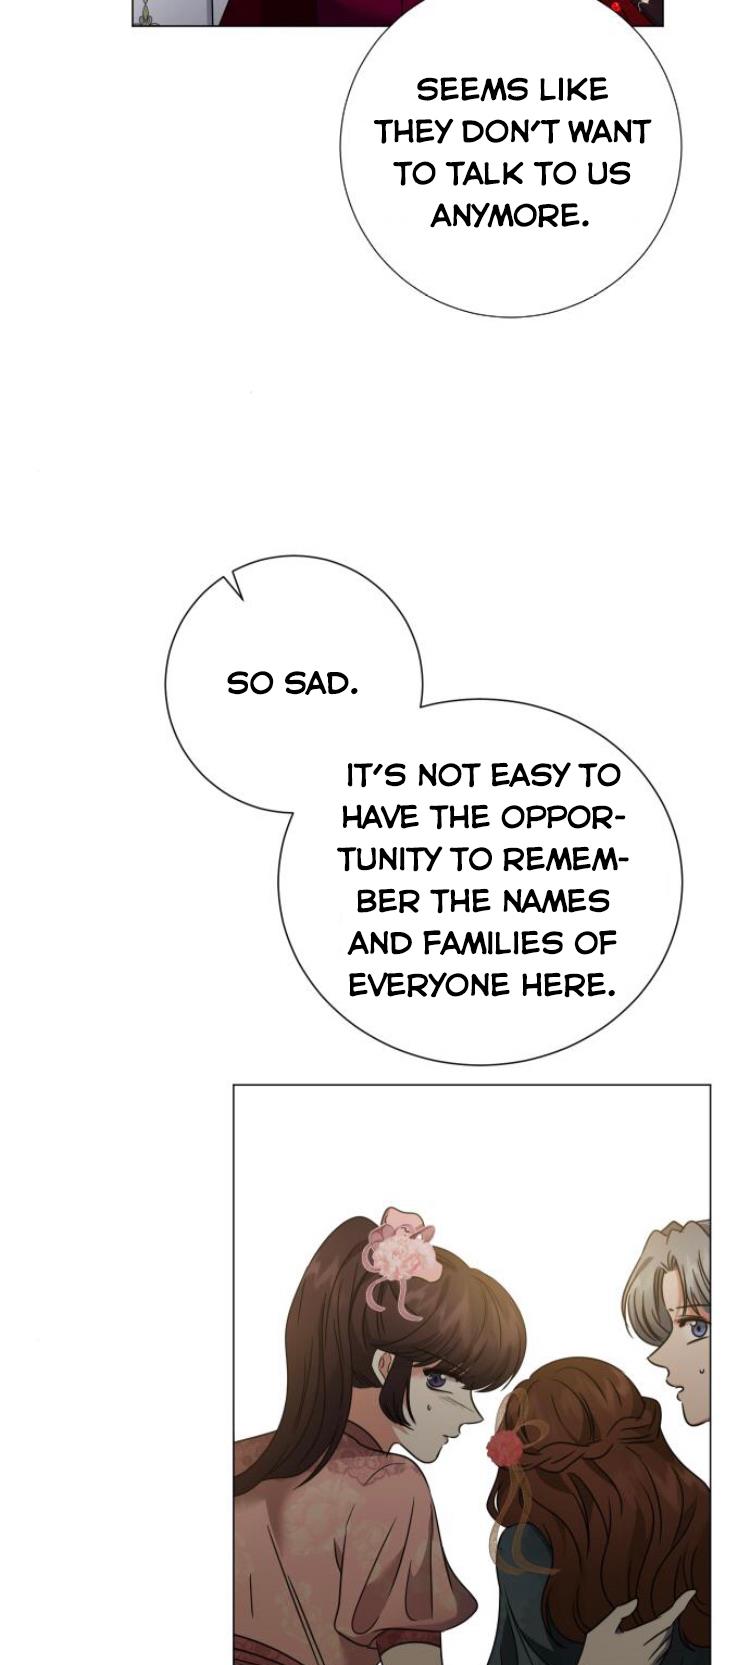 SEEMS LIKE
THEY DON'T WANT
TO TALK TO US
ANYMORE.
SO SAD.
IT'S NOT EASY TO
HAVE THE OPPOR-
TUNITY TO REMEM-
BER THE NAMES
AND FAMILIES OF
EVERYONE HERE.